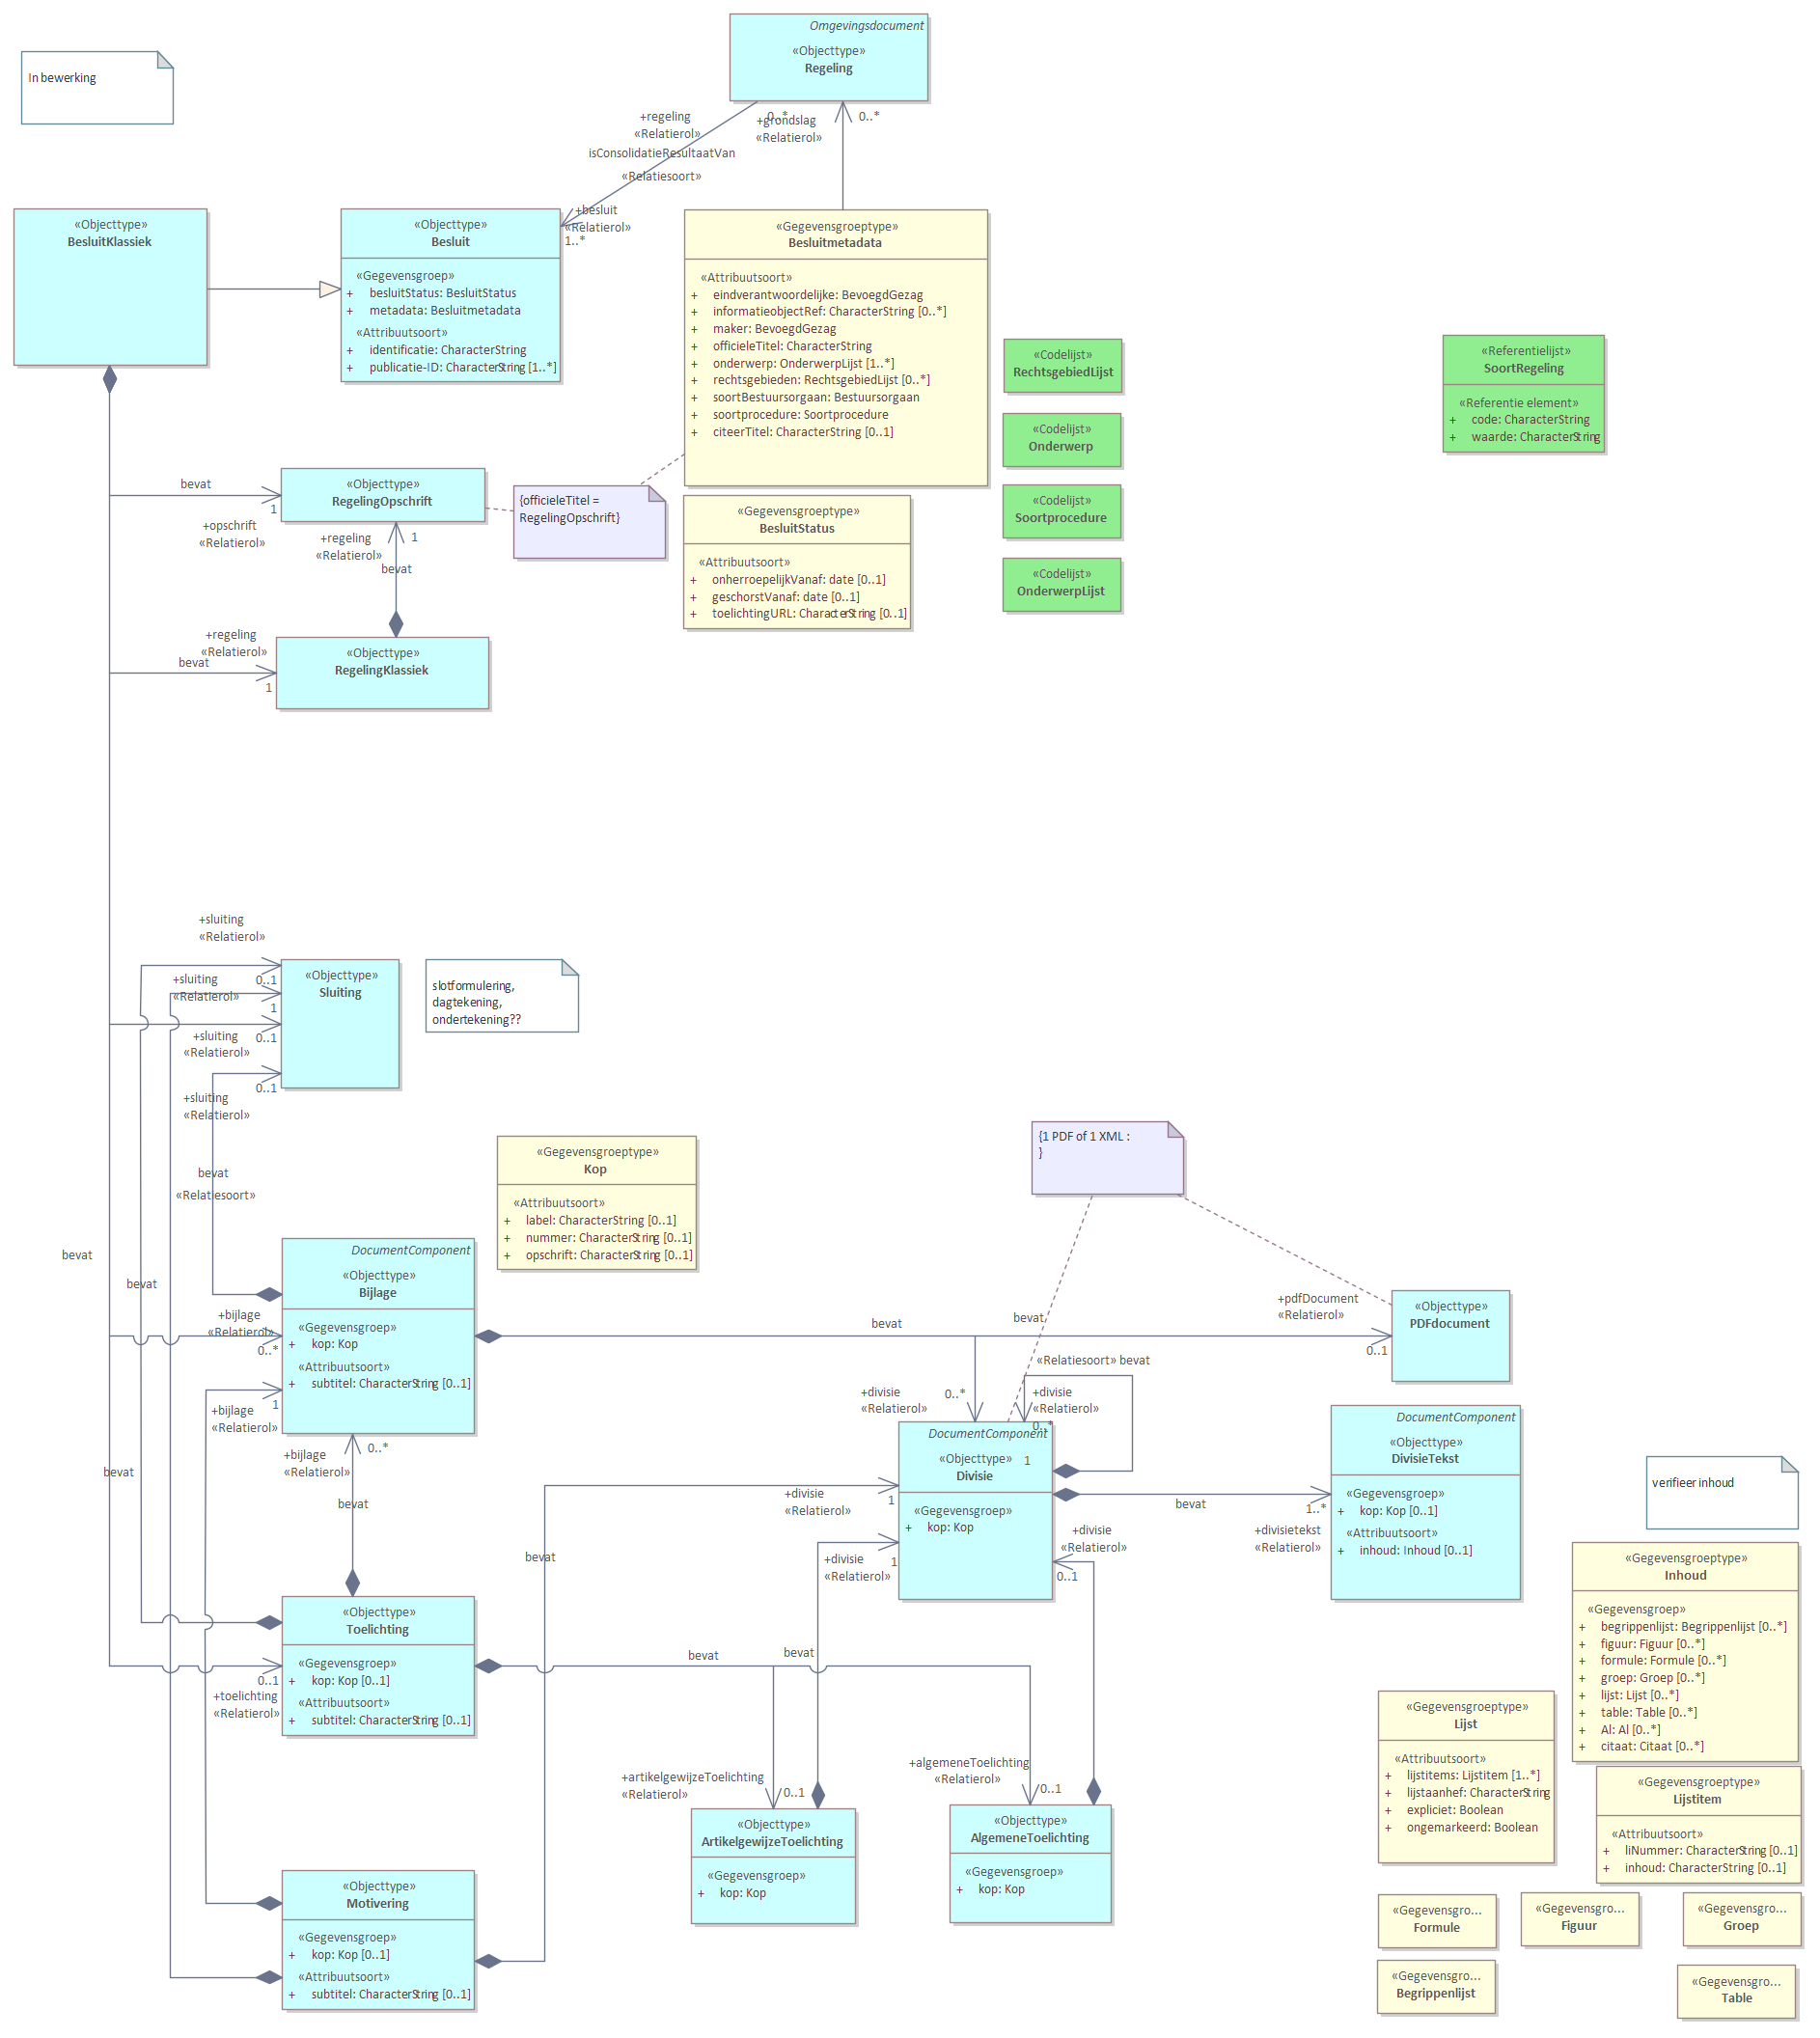 Omgevingsdocument
«Objecttype»
Regeling
In bewerking
+regeling
«Relatierol»
0..*
+grondslag
«Relatierol»
0..*
isConsolidatieResultaatVan
«Relatiesoort»
+besluit
«Relatierol»
1..*
«Objecttype»
BesluitKlassiek
«Objecttype»
Besluit
«Gegevensgroep»
+ besluitStatus: BesluitStatus
+ metadata: Besluitmetadata
«Attribuutsoort»
+ identificatie: CharacterString
+ publicatie-ID: CharacterString [1..*]
«Gegevensgroeptype»
Besluitmetadata
«Attribuutsoort»
+ eindverantwoordelijke: BevoegdGezag
+ informatieobjectRef: CharacterString [0..*]
+ maker: BevoegdGezag
+ officieleTitel: CharacterString
+ onderwerp: OnderwerpLijst [1..*]
+ rechtsgebieden: RechtsgebiedLijst [0..*]
+ soortBestuursorgaan: Bestuursorgaan
+ soortprocedure: Soortprocedure
+ citeerTitel: CharacterString [0..1]
«Codelijst»
RechtsgebiedLijst
«Codelijst»
Onderwerp
«Codelijst»
Soortprocedure
«Codelijst»
OnderwerpLijst
«Referentielijst»
SoortRegeling
«Referentie element»
+ code: CharacterString
+ waarde: CharacterString
bevat
1
+opschrift
«Relatierol»
«Objecttype»
RegelingOpschrift
{officieleTitel =
RegelingOpschrift}
«Gegevensgroeptype»
BesluitStatus
«Attribuutsoort»
+ onherroepelijkVanaf: date [0..1]
+ geschorstVanaf: date [0..1]
+ toelichtingURL: CharacterString [0..1]
+regeling
«Relatierol»
1
bevat
+regeling
«Relatierol»
bevat
1
«Objecttype»
RegelingKlassiek
+sluiting
«Relatierol»
0..1
+sluiting
«Relatierol»
1
0..1
+sluiting
«Relatierol»
0..1
+sluiting
«Relatierol»
«Objecttype»
Sluiting
slotformulering,
dagtekening,
ondertekening??
bevat
«Relatiesoort»
«Gegevensgroeptype»
Kop
«Attribuutsoort»
+ label: CharacterString [0..1]
+ nummer: CharacterString [0..1]
+ opschrift: CharacterString [0..1]
{1 PDF of 1 XML :
}
bevat
bevat
DocumentComponent
«Objecttype»
Bijlage
«Gegevensgroep»
+ kop: Kop
«Attribuutsoort»
+ subtitel: CharacterString [0..1]
+bijlage
«Relatierol»
0..*
1
+bijlage
«Relatierol»
bevat
bevat
+pdfDocument
«Relatierol»
0..1
«Objecttype»
PDFdocument
«Relatiesoort» bevat
+divisie
«Relatierol»
0..*
+divisie
«Relatierol»
0..*
DocumentComponent
«Objecttype»
Divisie
1
«Gegevensgroep»
+ kop: Kop
DocumentComponent
«Objecttype»
DivisieTekst
«Gegevensgroep»
+ kop: Kop [0..1]
«Attribuutsoort»
+ inhoud: Inhoud [0..1]
bevat
1..*
+divisietekst
«Relatierol»
verifieer inhoud
+bijlage
«Relatierol»
0..*
bevat
bevat
+divisie
«Relatierol»
1
+divisie
«Relatierol»
1
+divisie
«Relatierol»
0..1
bevat
«Gegevensgroeptype»
Inhoud
«Gegevensgroep»
+ begrippenlijst: Begrippenlijst [0..*]
+ figuur: Figuur [0..*]
+ formule: Formule [0..*]
+ groep: Groep [0..*]
+ lijst: Lijst [0..*]
+ table: Table [0..*]
+ Al: Al [0..*]
+ citaat: Citaat [0..*]
«Objecttype»
Toelichting
«Gegevensgroep»
+ kop: Kop [0..1]
«Attribuutsoort»
+ subtitel: CharacterString [0..1]
0..1
+toelichting
«Relatierol»
bevat
bevat
+artikelgewijzeToelichting
«Relatierol»
0..1
+algemeneToelichting
«Relatierol»
0..1
«Gegevensgroeptype»
Lijst
«Attribuutsoort»
+ lijstitems: Lijstitem [1..*]
+ lijstaanhef: CharacterString
+ expliciet: Boolean
+ ongemarkeerd: Boolean
«Gegevensgroeptype»
Lijstitem
«Attribuutsoort»
+ liNummer: CharacterString [0..1]
+ inhoud: CharacterString [0..1]
«Objecttype»
ArtikelgewijzeToelichting
«Gegevensgroep»
+ kop: Kop
«Objecttype»
AlgemeneToelichting
«Gegevensgroep»
+ kop: Kop
«Objecttype»
Motivering
«Gegevensgroep»
+ kop: Kop [0..1]
«Attribuutsoort»
+ subtitel: CharacterString [0..1]
«Gegevensgro...
Formule
«Gegevensgro...
Figuur
«Gegevensgro...
Groep
«Gegevensgro...
Begrippenlijst
«Gegevensgro...
Table